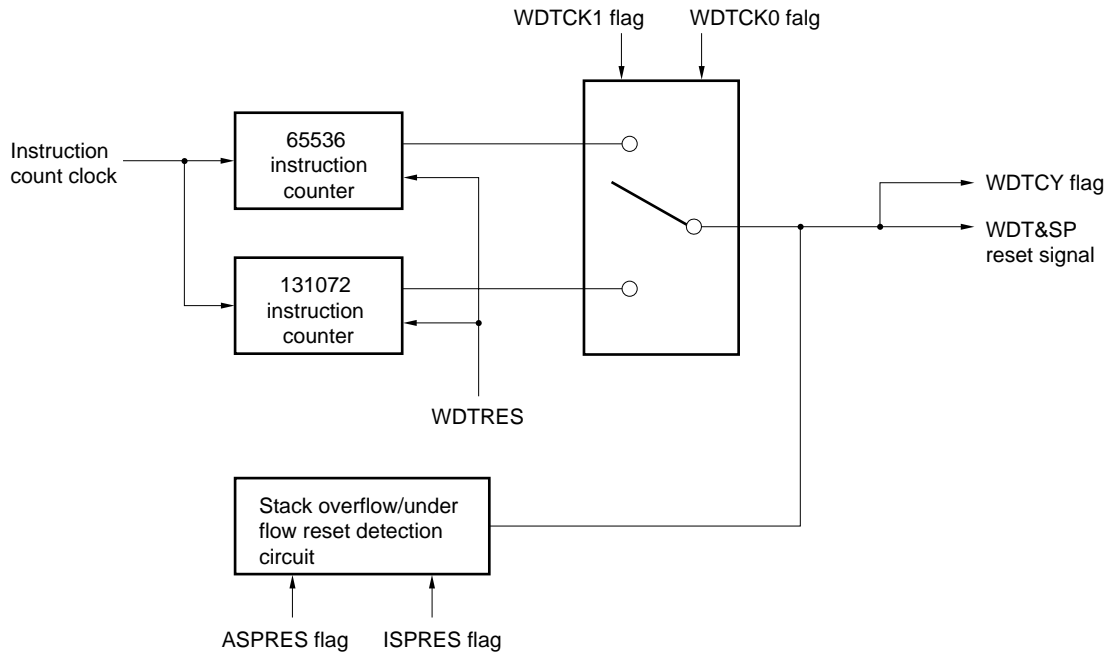 WDTCK1 flag
WDTCK0 falg
Instruction
count clock
65536
instruction
counter
131072
instruction
counter
WDTCY flag
WDT&SP
reset signal
WDTRES
Stack overflow/under
flow reset detection
circuit
ASPRES flag
ISPRES flag